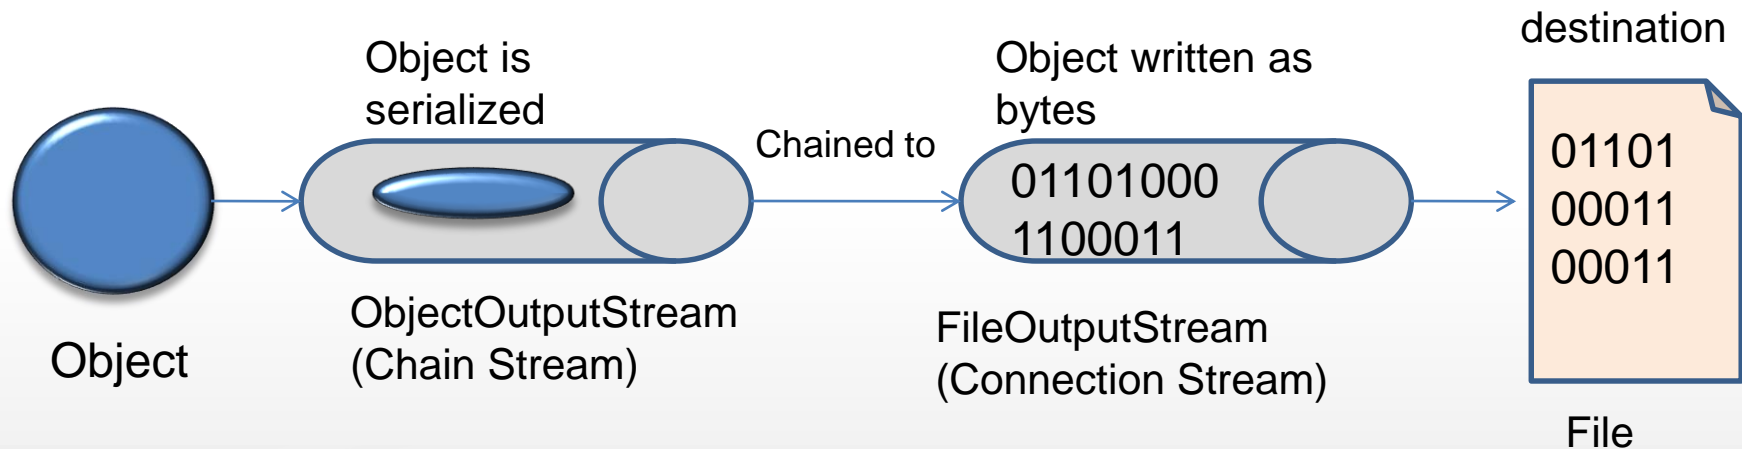 Object
Object is
serialized
ObjectOutputStream
(Chain Stream)
Chained to
Object written as
bytes
01101000
1100011
FileOutputStream
(Connection Stream)
destination
01101
00011
00011
File